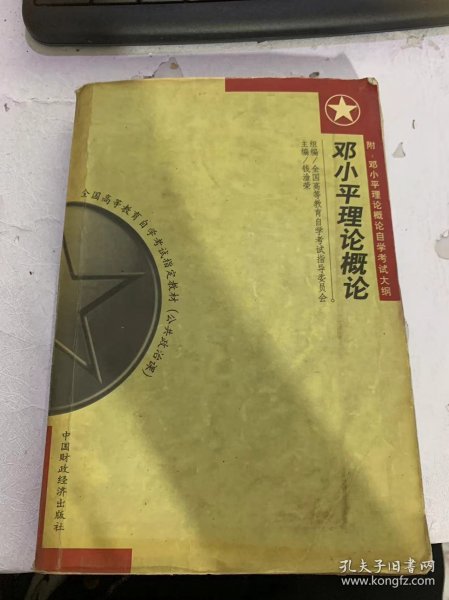 附：邓小平理论概论自学考试大纲
邓小平理论概论
组编/全国高等教育自学考试指导委员会
主编/钱淦荣
全国高等教育自学考试指定教材（公共政治课）
中国财政经济出版社
孔夫子旧书网
www.kongfz.com